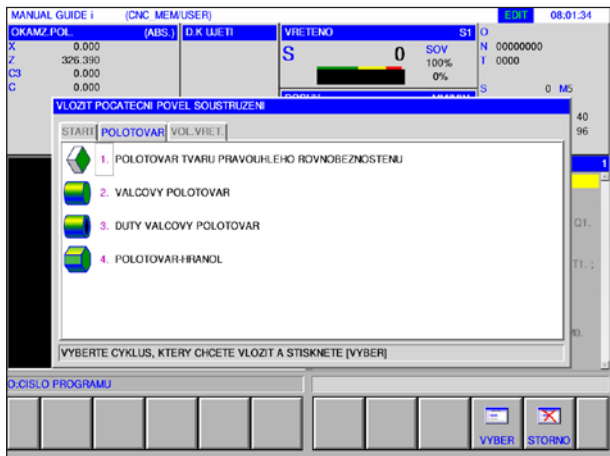 MANUAL GUIDE i (CNC_MEM/USER) EDIT 08:01:34
OKAMZ.POL. (ABS.) D.K UJETI VRETENO S1 O
X 0.000 S 0 SOV N 00000000
Z 326.390 100% T 0000
C3 0.000 0%
C 0.000 S 0 M5
VLOZIT POCATECNI POVEL SOUSTRUZENI
40
START POLOTOVAR VOL.VRET. 96
1. POLOTOVAR TVARU PRAVOUHLEHO ROVNOBEZNOSTENU 1
2. VALCOVY POLOTOVAR
3. DUTY VALCOVY POLOTOVAR Q1.
4. POLOTOVAR-HRANOL T1. ;
M0.
VYBERTE CYKLUS, KTERY CHCETE VLOZIT A STISKNETE [VYBER]
O:CISLO PROGRAMU
VYBER STORNO